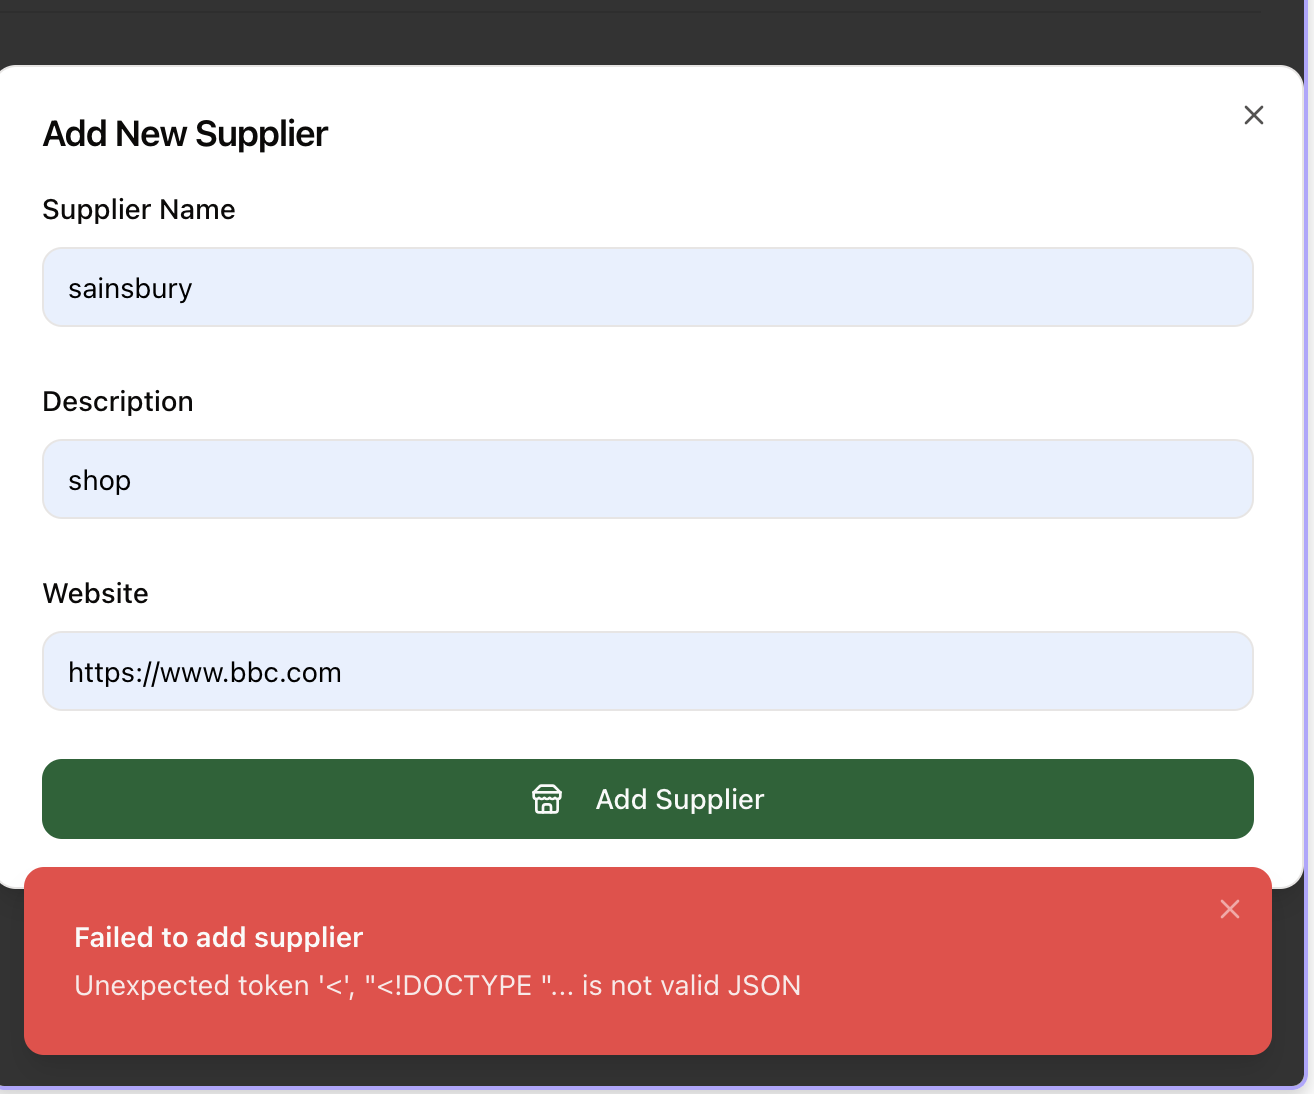 Add New Supplier
Supplier Name
sainsbury
Description
shop
Website
https://www.bbc.com
Add Supplier
Failed to add supplier
Unexpected token '<', "<!DOCTYPE "... is not valid JSON